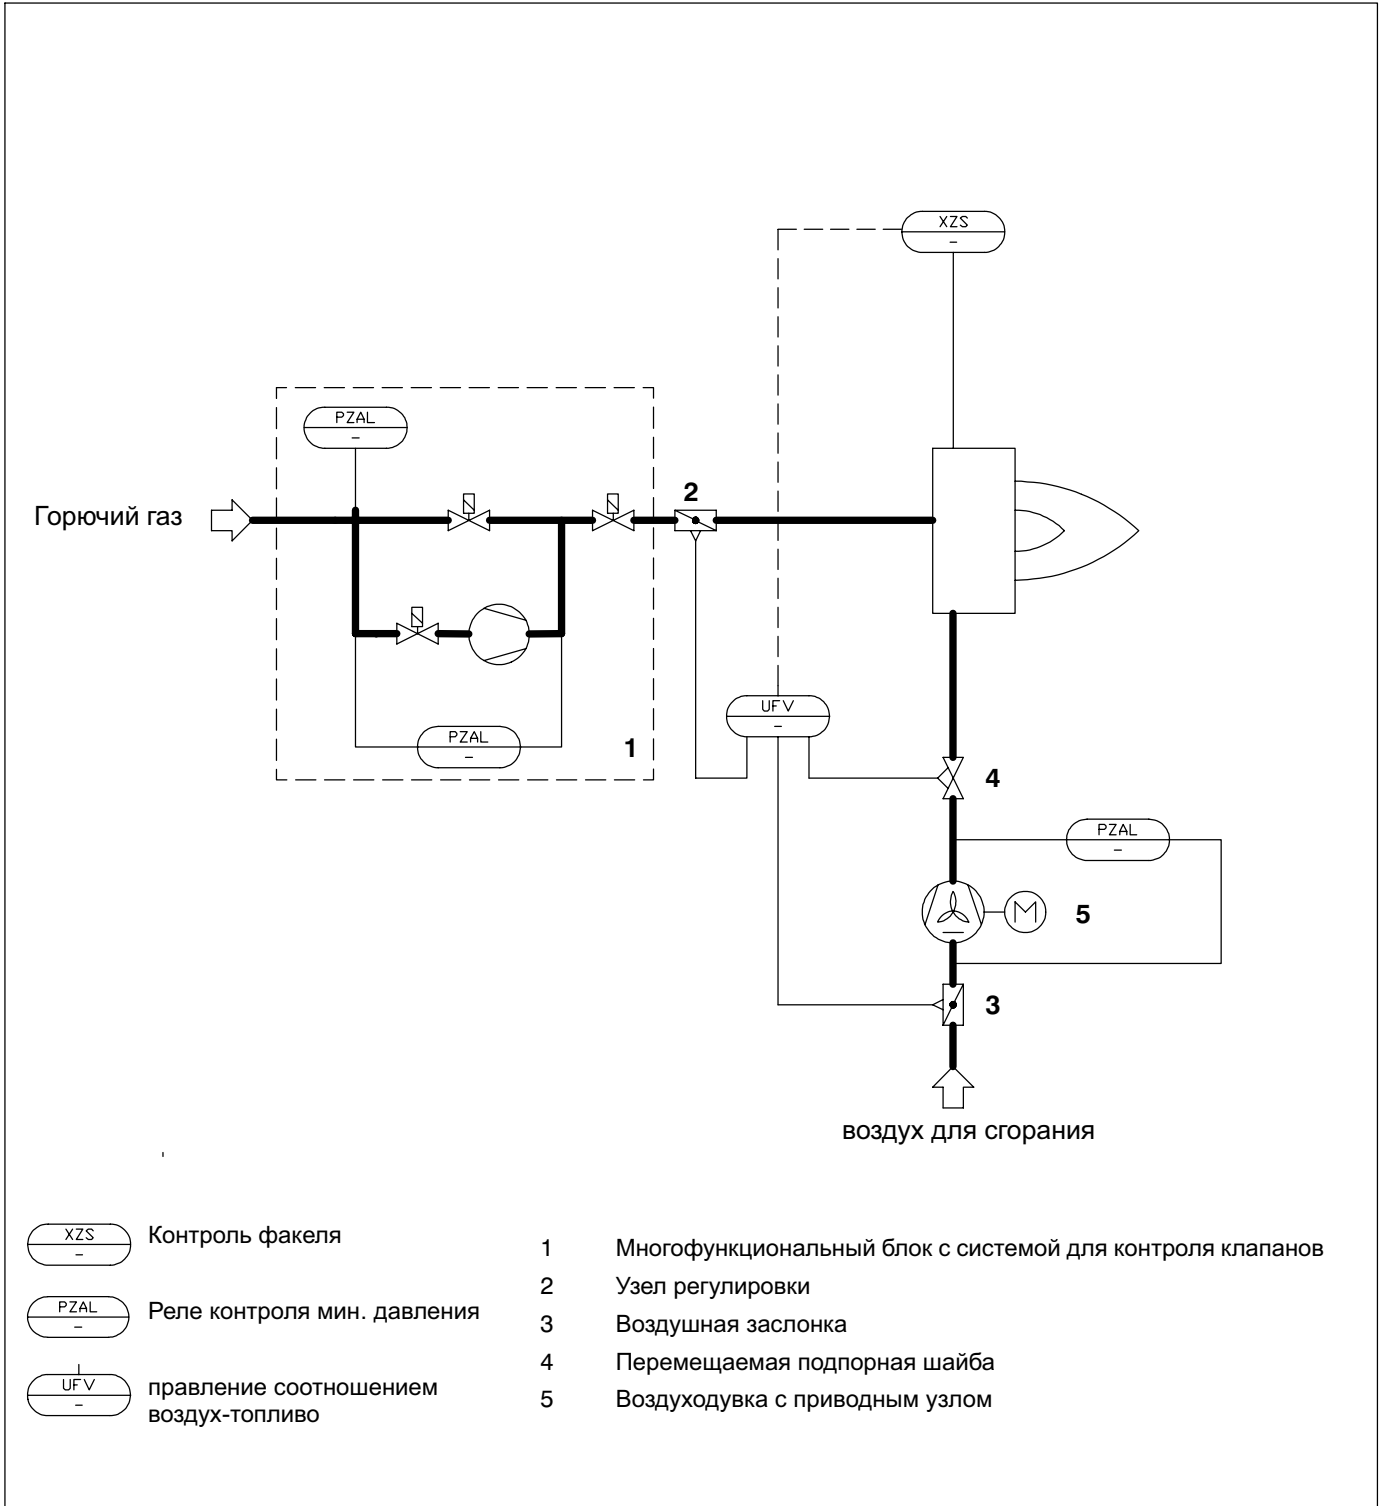 XZS
–
PZAL
–
Горючий газ
2
UFV
–
PZAL
–
1
4
PZAL
–
M
5
3
воздух для сгорания
XZS
–
Контроль факеля
PZAL
–
Реле контроля мин. давления
UFV
–
правление соотношением
воздух-топливо
1 Многофункциональный блок с системой для контроля клапанов
2 Узел регулировки
3 Воздушная заслонка
4 Перемещаемая подпорная шайба
5 Воздуходувка с приводным узлом